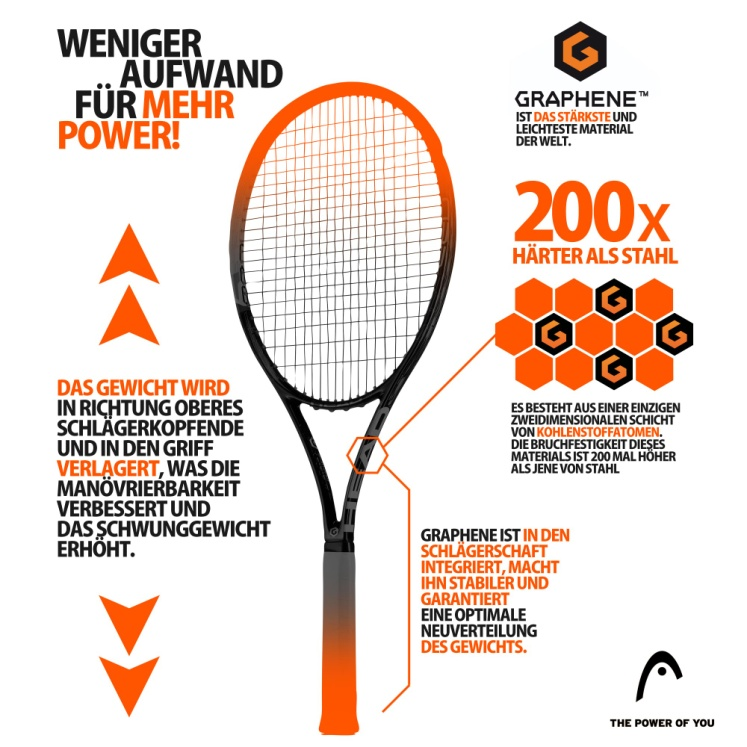 WENIGER
AUFWAND
FÜR MEHR
POWER!
GRAPHENE™
IST DAS STÄRKSTE UND
LEICHTESTE MATERIAL
DER WELT.
200X
HÄRTER ALS STAHL
ES BESTEHT AUS EINER EINZIGEN
ZWEIDIMENSIONALEN SCHICHT
VON KOHLENSTOFFATOMEN.
DIE BRUCHFESTIGKEIT DIESES
MATERIALS IST 200 MAL HÖHER
ALS JENE VON STAHL
DAS GEWICHT WIRD
IN RICHTUNG OBERES
SCHLÄGERKOPFENDE
UND IN DEN GRIFF
VERLAGERT, WAS DIE
MANÖVRIERBARKEIT
VERBESSERT UND
DAS SCHWUNGGEWICHT
ERHÖHT.
HEAD
GRAPHENE IST IN DEN
SCHLÄGERSCHAFT
INTEGRIERT, MACHT
IHN STABILER UND
GARANTIERT
EINE OPTIMALE
NEUVERTEILUNG
DES GEWICHTS.
THE POWER OF YOU